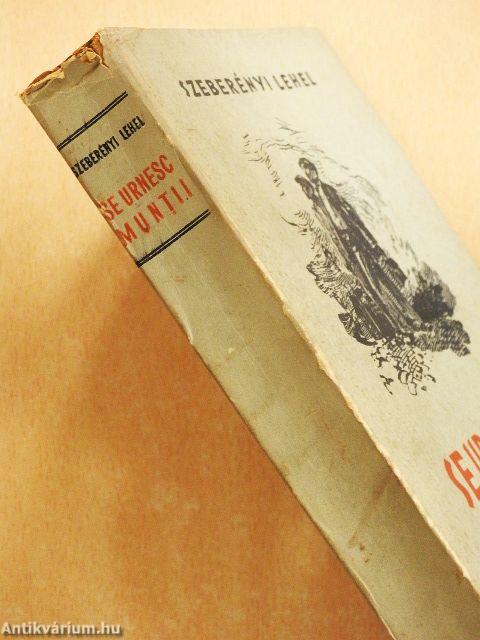 SZEBERÉNYI LEHEL
SE URNESC
MUNȚII
SZEBERÉNYI LEHEL
Antikvárium.hu